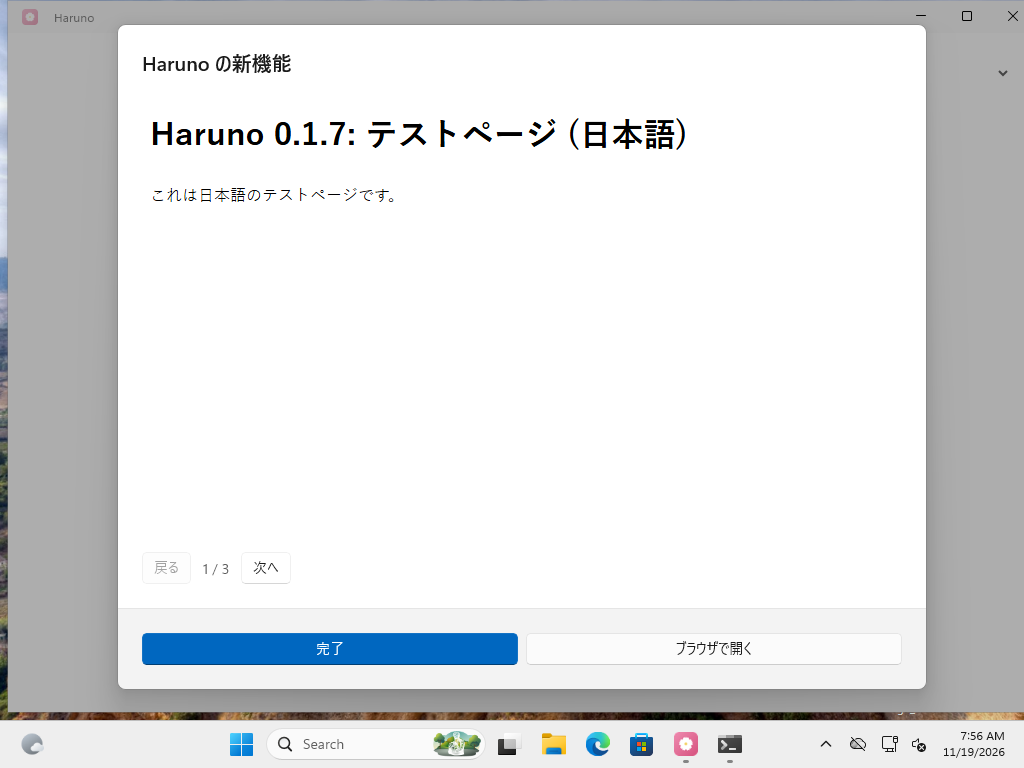 Haruno
Haruno の新機能
Haruno 0.1.7: テストページ (日本語)
これは日本語のテストページです。
戻る
1 / 3
次へ
完了
ブラウザで開く
Search
7:56 AM
11/19/2026